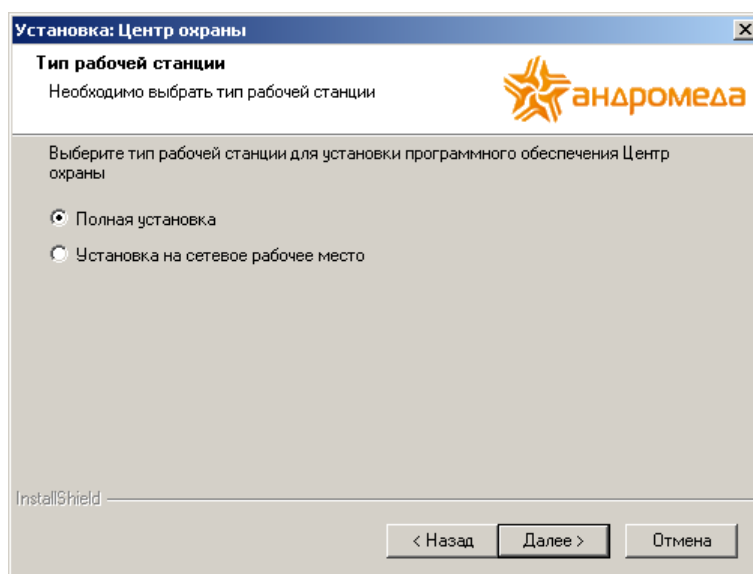 Установка: Центр охраны
Тип рабочей станции
Необходимо выбрать тип рабочей станции
андромеда
Выберите тип рабочей станции для установки программного обеспечения Центр
охраны
Полная установка
Установка на сетевое рабочее место
InstallShield
< Назад
Далее >
Отмена